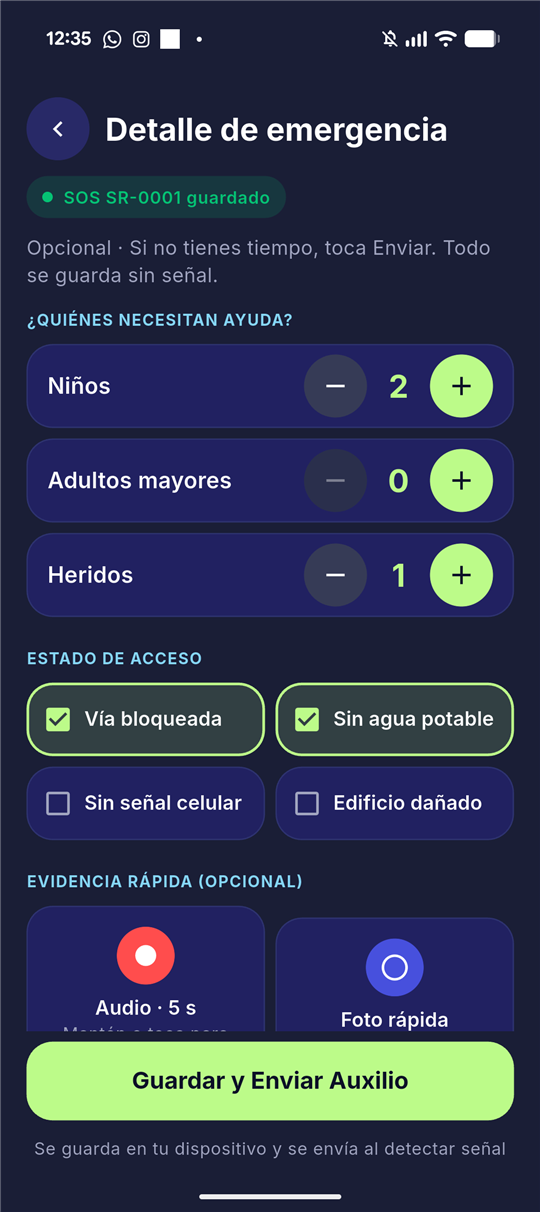 12:35
Detalle de emergencia
SOS SR-0001 guardado
Opcional · Si no tienes tiempo, toca Enviar. Todo
se guarda sin señal.
¿QUIÉNES NECESITAN AYUDA?
Niños
2
Adultos mayores
0
Heridos
1
ESTADO DE ACCESO
Vía bloqueada
Sin agua potable
Sin señal celular
Edificio dañado
EVIDENCIA RÁPIDA (OPCIONAL)
Audio · 5 s
Foto rápida
Guardar y Enviar Auxilio
Se guarda en tu dispositivo y se envía al detectar señal